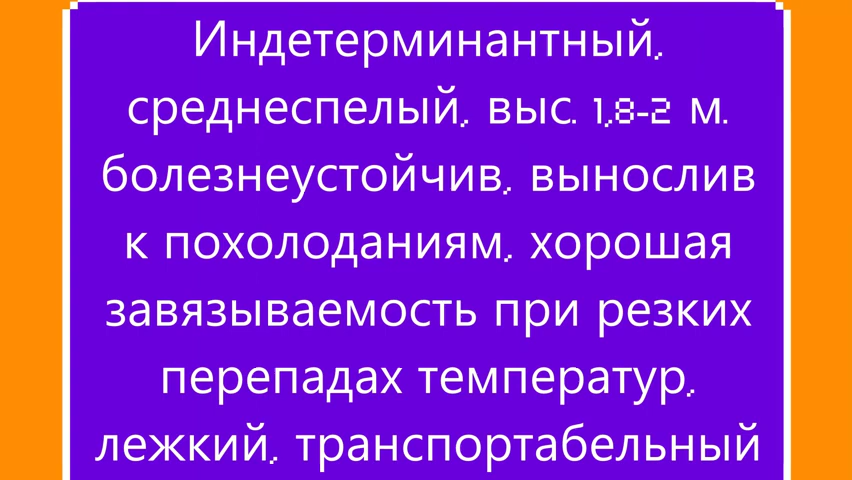 Индетерминантный,
среднеспелый, выс. 1,8-2 м.
болезнеустойчив, вынослив
к похолоданиям, хорошая
завязываемость при резких
перепадах температур,
лежкий, транспортабельный